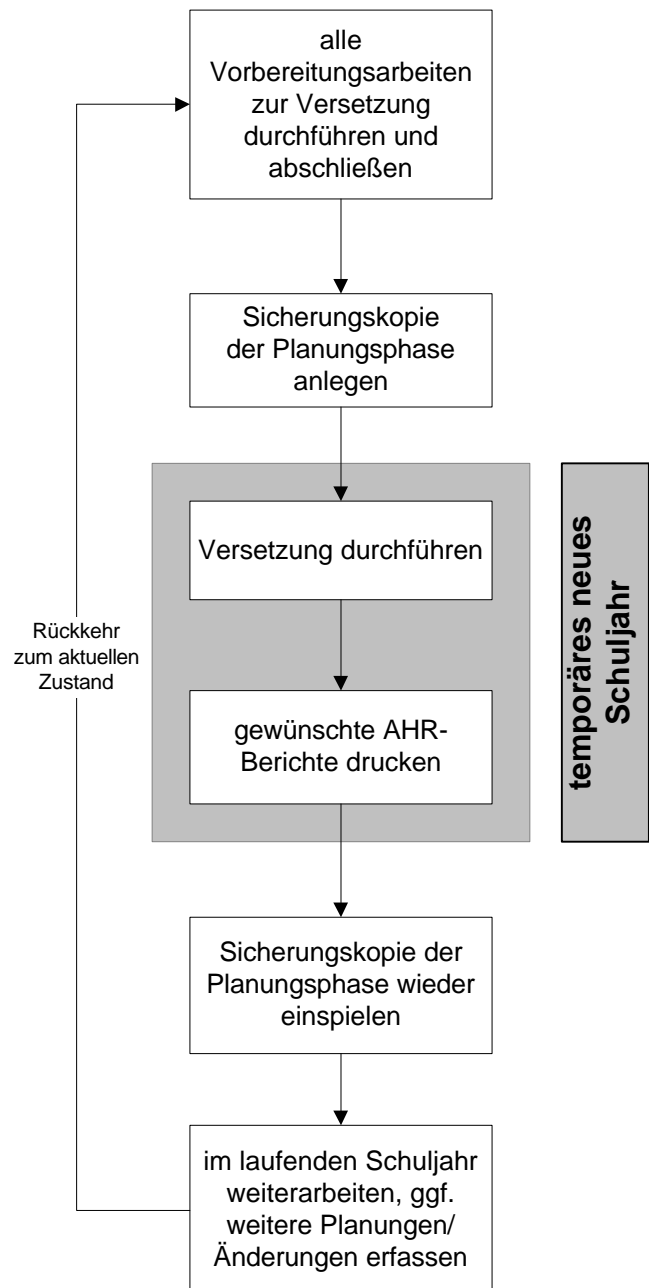 alle
Vorbereitungsarbeiten
zur Versetzung
durchführen und
abschließen
Sicherungskopie
der Planungsphase
anlegen
Versetzung durchführen
gewünschte AHR-
Berichte drucken
temporäres neues
Schuljahr
Rückkehr
zum aktuellen
Zustand
Sicherungskopie der
Planungsphase wieder
einspielen
im laufenden Schuljahr
weiterarbeiten, ggf.
weitere Planungen/
Änderungen erfassen